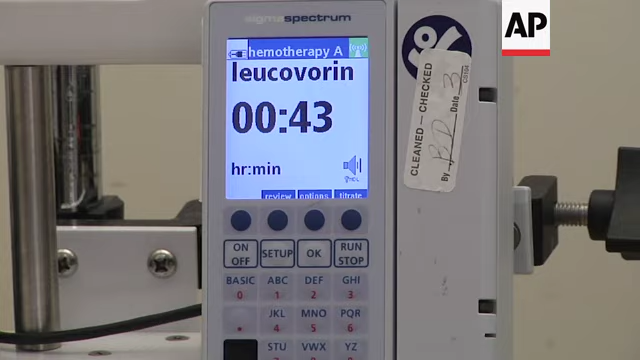 sigmaspectrum
AP
hemotherapy A
leucovorin
00:43
hr:min
review options titrate
CLEANED — CHECKED
By BD Date 3
ON
OFF
SETUP
OK
RUN
STOP
BASIC
0
ABC
1
DEF
2
GHI
3
JKL
4
MNO
5
PQR
6
STU
VWX
YZ